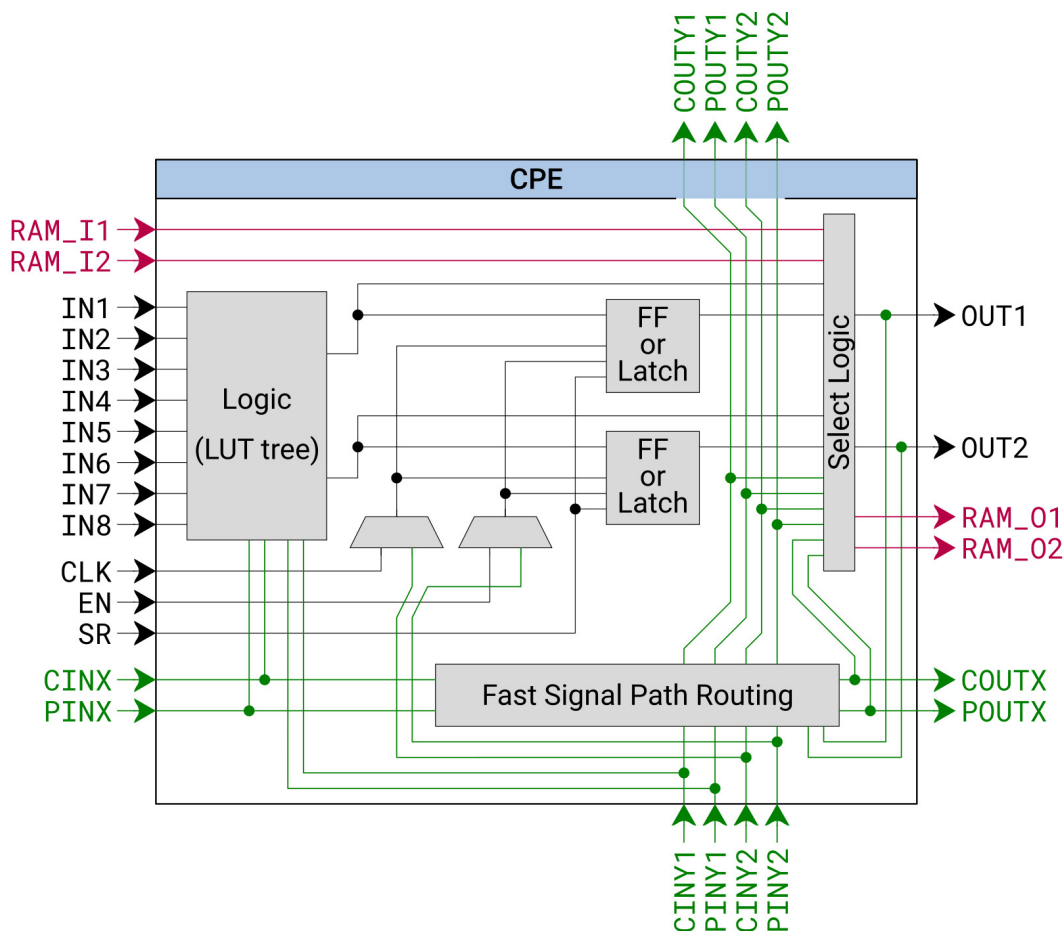 COUTY1
POUTY1
COUTY2
POUTY2
CPE
RAM_I1
RAM_I2
IN1
IN2
IN3
IN4
IN5
IN6
IN7
IN8
CLK
EN
SR
CINX
PINX
Logic
(LUT tree)
FF
or
Latch
FF
or
Latch
Select Logic
Fast Signal Path Routing
OUT1
OUT2
RAM_O1
RAM_O2
COUTX
POUTX
CINY1
PINY1
CINY2
PINY2